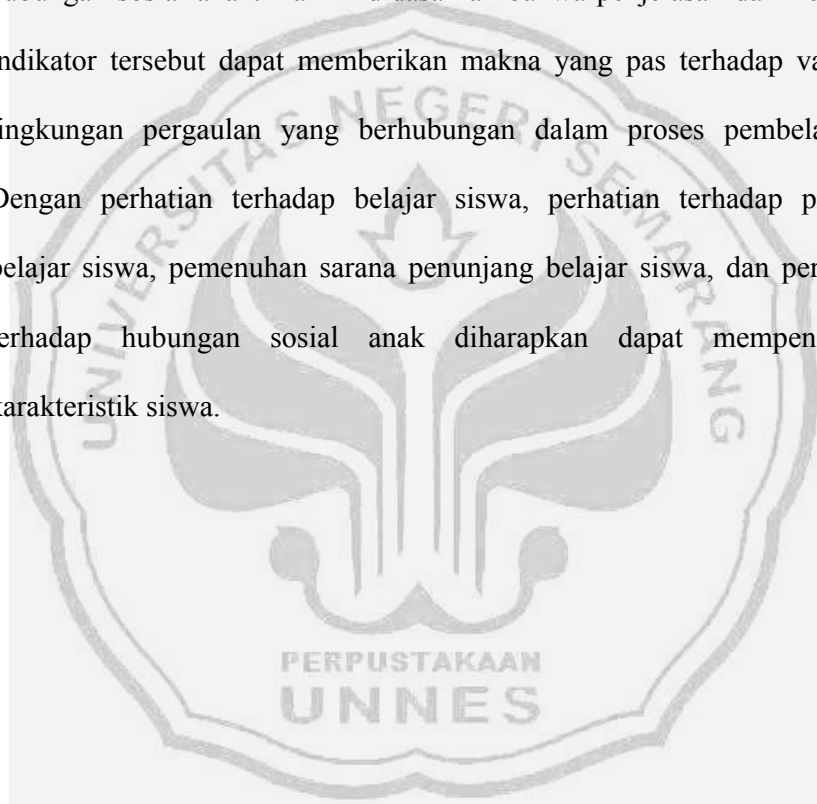 indikator tersebut dapat memberikan makna yang pas terhadap va
lingkungan pergaulan yang berhubungan dalam proses pembela
Dengan perhatian terhadap belajar siswa, perhatian terhadap p
belajar siswa, pemenuhan sarana penunjang belajar siswa, dan per
terhadap hubungan sosial anak diharapkan dapat mempen
karakteristik siswa.
UNIVERSITAS NEGERI SEMARANG
PERPUSTAKAAN
UNNES